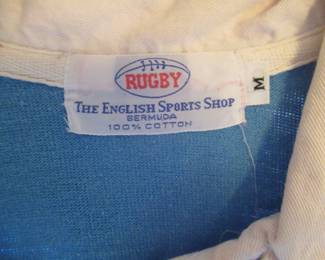 RUGBY
THE ENGLISH SPORTS SHOP
BERMUDA
100% COTTON
M